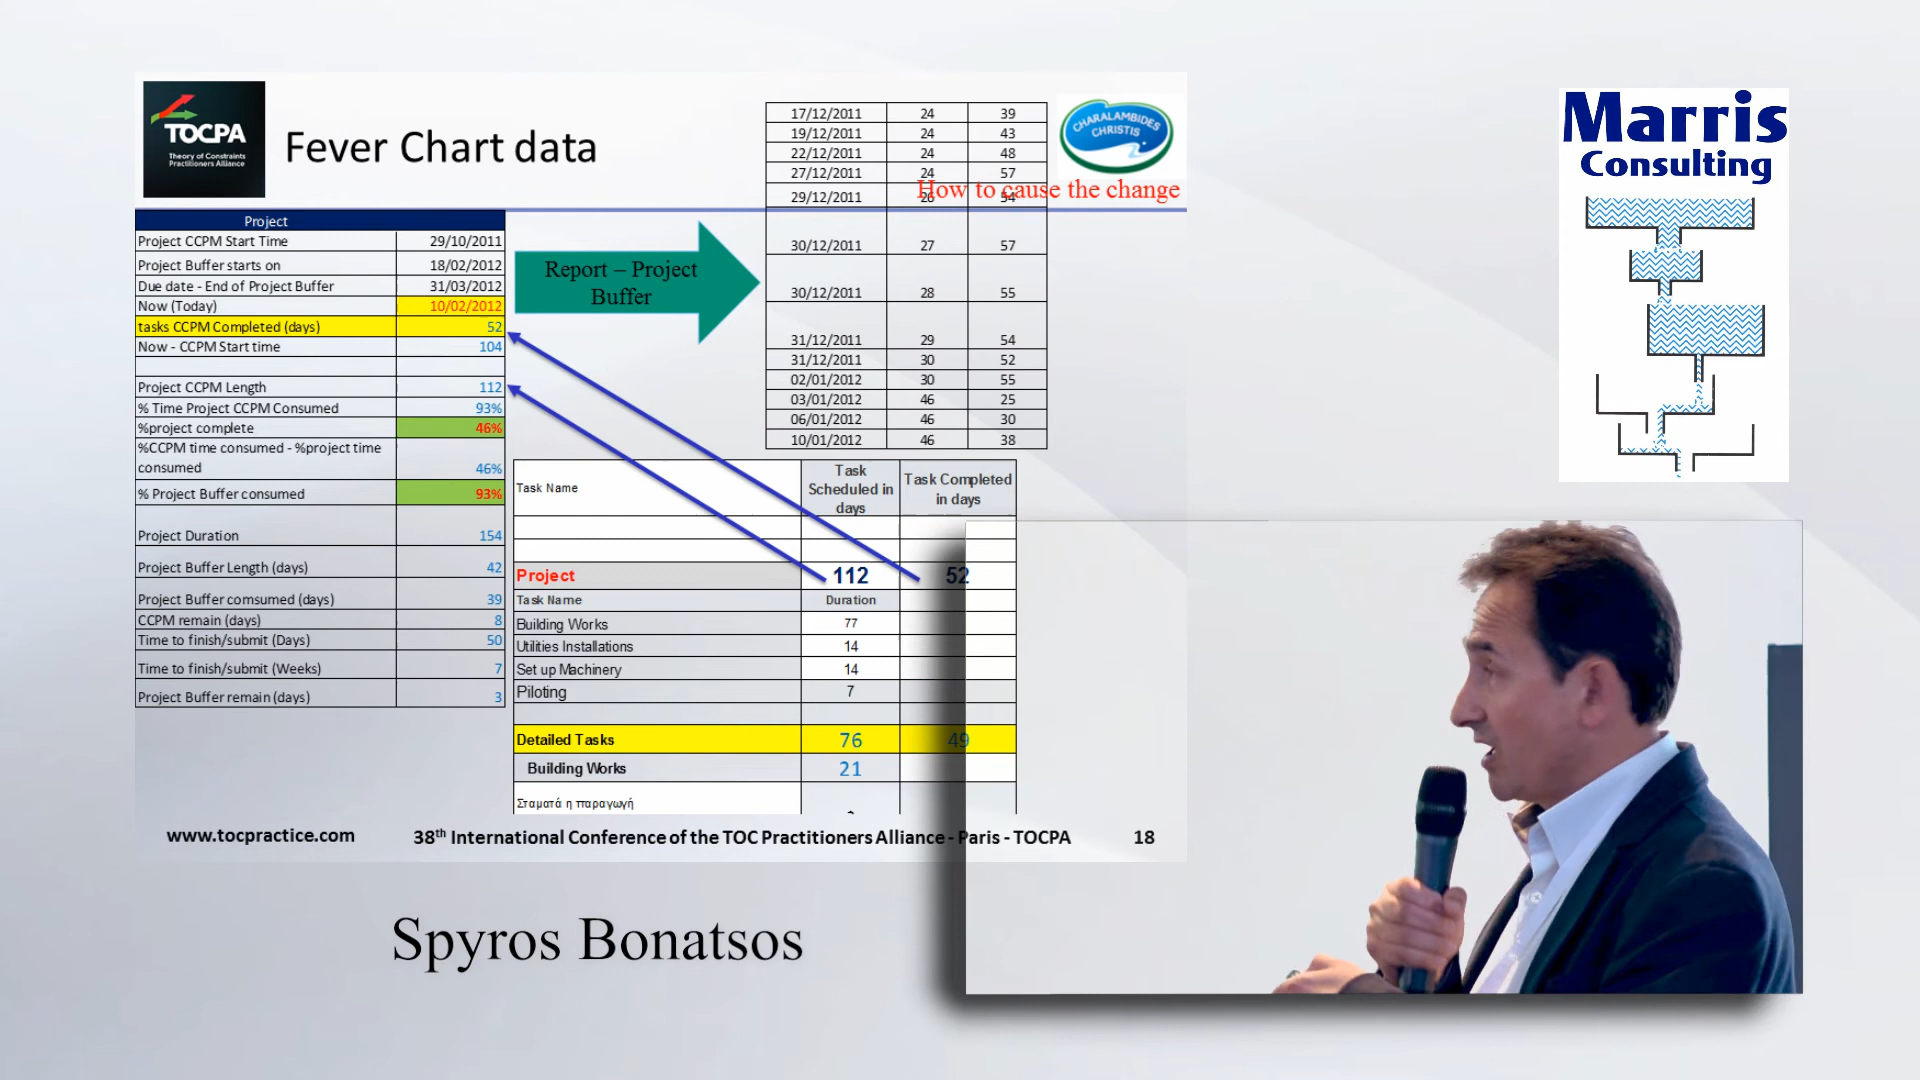 TOCPA
Theory of Constraints
Practitioners Alliance
Fever Chart data
CHARALAMBIDES
CHRISTIS
How to cause the change
17/12/2011 24 39
19/12/2011 24 43
22/12/2011 24 48
27/12/2011 24 57
29/12/2011 26 54
30/12/2011 27 57
30/12/2011 28 55
31/12/2011 29 54
31/12/2011 30 52
02/01/2012 30 55
03/01/2012 46 25
06/01/2012 46 30
10/01/2012 46 38
Report – Project
Buffer
Project
Project CCPM Start Time 29/10/2011
Project Buffer starts on 18/02/2012
Due date - End of Project Buffer 31/03/2012
Now (Today) 10/02/2012
tasks CCPM Completed (days) 52
Now - CCPM Start time 104
Project CCPM Length 112
% Time Project CCPM Consumed 93%
%project complete 46%
%CCPM time consumed - %project time
consumed 46%
% Project Buffer consumed 93%
Project Duration 154
Project Buffer Length (days) 42
Project Buffer comsumed (days) 39
CCPM remain (days) 8
Time to finish/submit (Days) 50
Time to finish/submit (Weeks) 7
Project Buffer remain (days) 3
Task Name
Task
Scheduled in
days
Task Completed
in days
Project 112 52
Task Name Duration
Building Works 77
Utilities Installations 14
Set up Machinery 14
Piloting 7
Detailed Tasks 76 49
Building Works 21
Σταματά η παραγωγή
www.tocpractice.com
38th International Conference of the TOC Practitioners Alliance - Paris - TOCPA
18
Spyros Bonatsos
Marris
Consulting